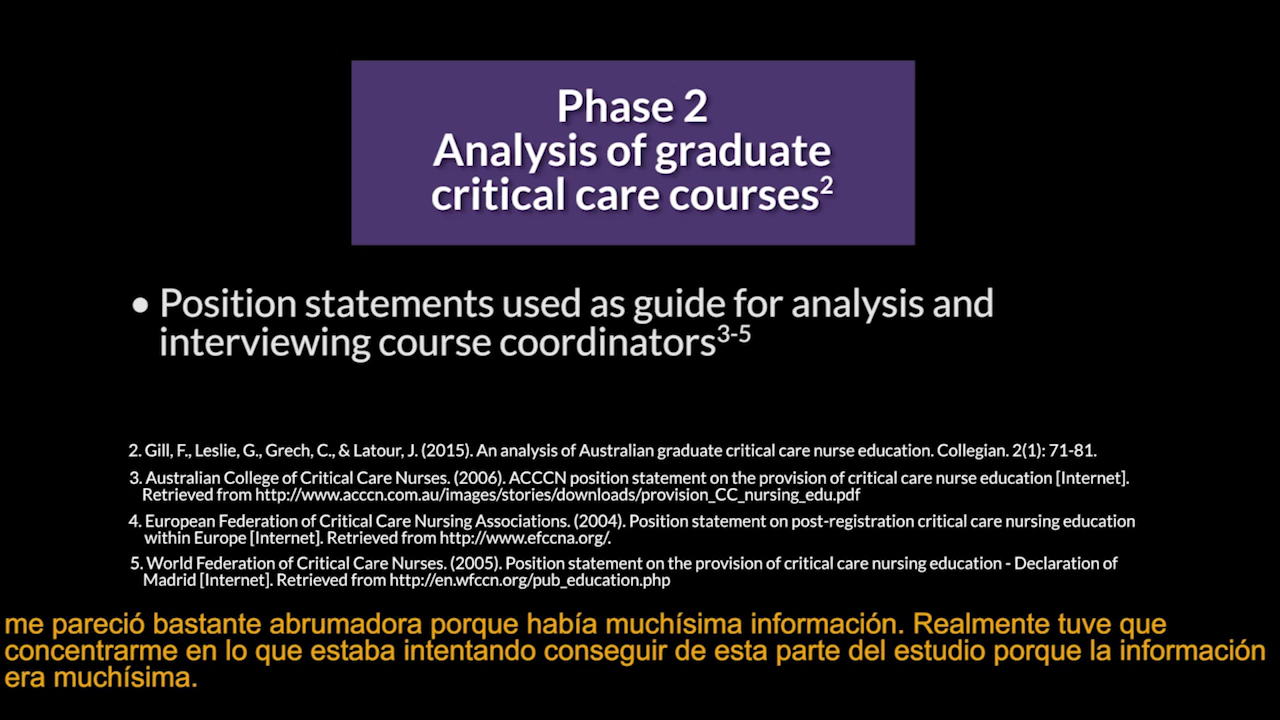 Phase 2
Analysis of graduate
critical care courses2
• Position statements used as guide for analysis and
interviewing course coordinators3-5
2. Gill, F., Leslie, G., Grech, C., & Latour, J. (2015). An analysis of Australian graduate critical care nurse education. Collegian. 2(1): 71-81.
3. Australian College of Critical Care Nurses. (2006). ACCCN position statement on the provision of critical care nurse education [Internet].
Retrieved from http://www.acccn.com.au/images/stories/downloads/provision_CC_nursing_edu.pdf
4. European Federation of Critical Care Nursing Associations. (2004). Position statement on post-registration critical care nursing education
within Europe [Internet]. Retrieved from http://www.efccna.org/.
5. World Federation of Critical Care Nurses. (2005). Position statement on the provision of critical care nursing education - Declaration of
Madrid [Internet]. Retrieved from http://en.wfccn.org/pub_education.php
me pareció bastante abrumadora porque había muchísima información. Realmente tuve que
concentrarme en lo que estaba intentando conseguir de esta parte del estudio porque la información
era muchísima.